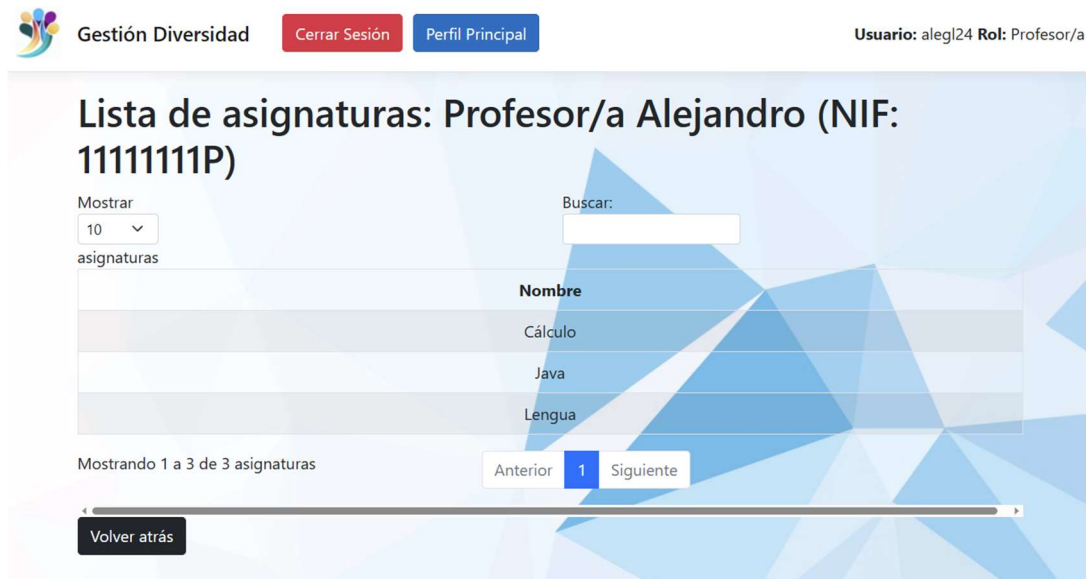 Gestión Diversidad Cerrar Sesión Perfil Principal Usuario: alegl24 Rol: Profesor/a
Lista de asignaturas: Profesor/a Alejandro (NIF:
11111111P)
Mostrar Buscar:
10
asignaturas
Nombre
Cálculo
Java
Lengua
Mostrando 1 a 3 de 3 asignaturas Anterior 1 Siguiente
Volver atrás